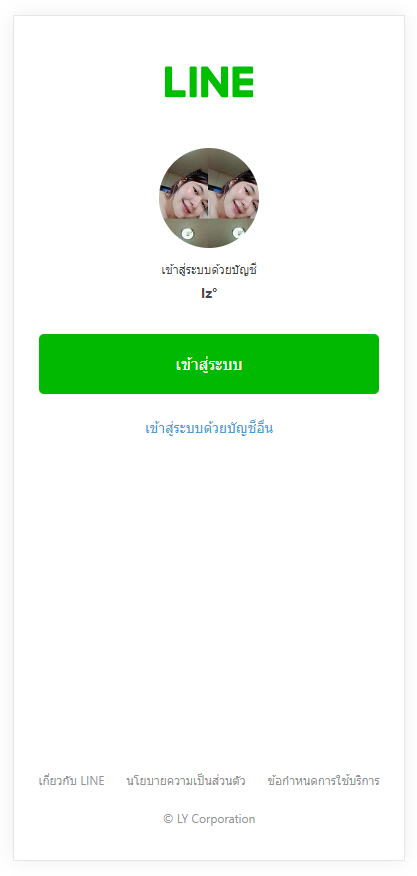 LINE
เข้าสู่ระบบด้วยบัญชี
Iz°
เข้าสู่ระบบ
เข้าสู่ระบบด้วยบัญชีอื่น
เกี่ยวกับ LINE นโยบายความเป็นส่วนตัว ข้อกำหนดการใช้บริการ
© LY Corporation